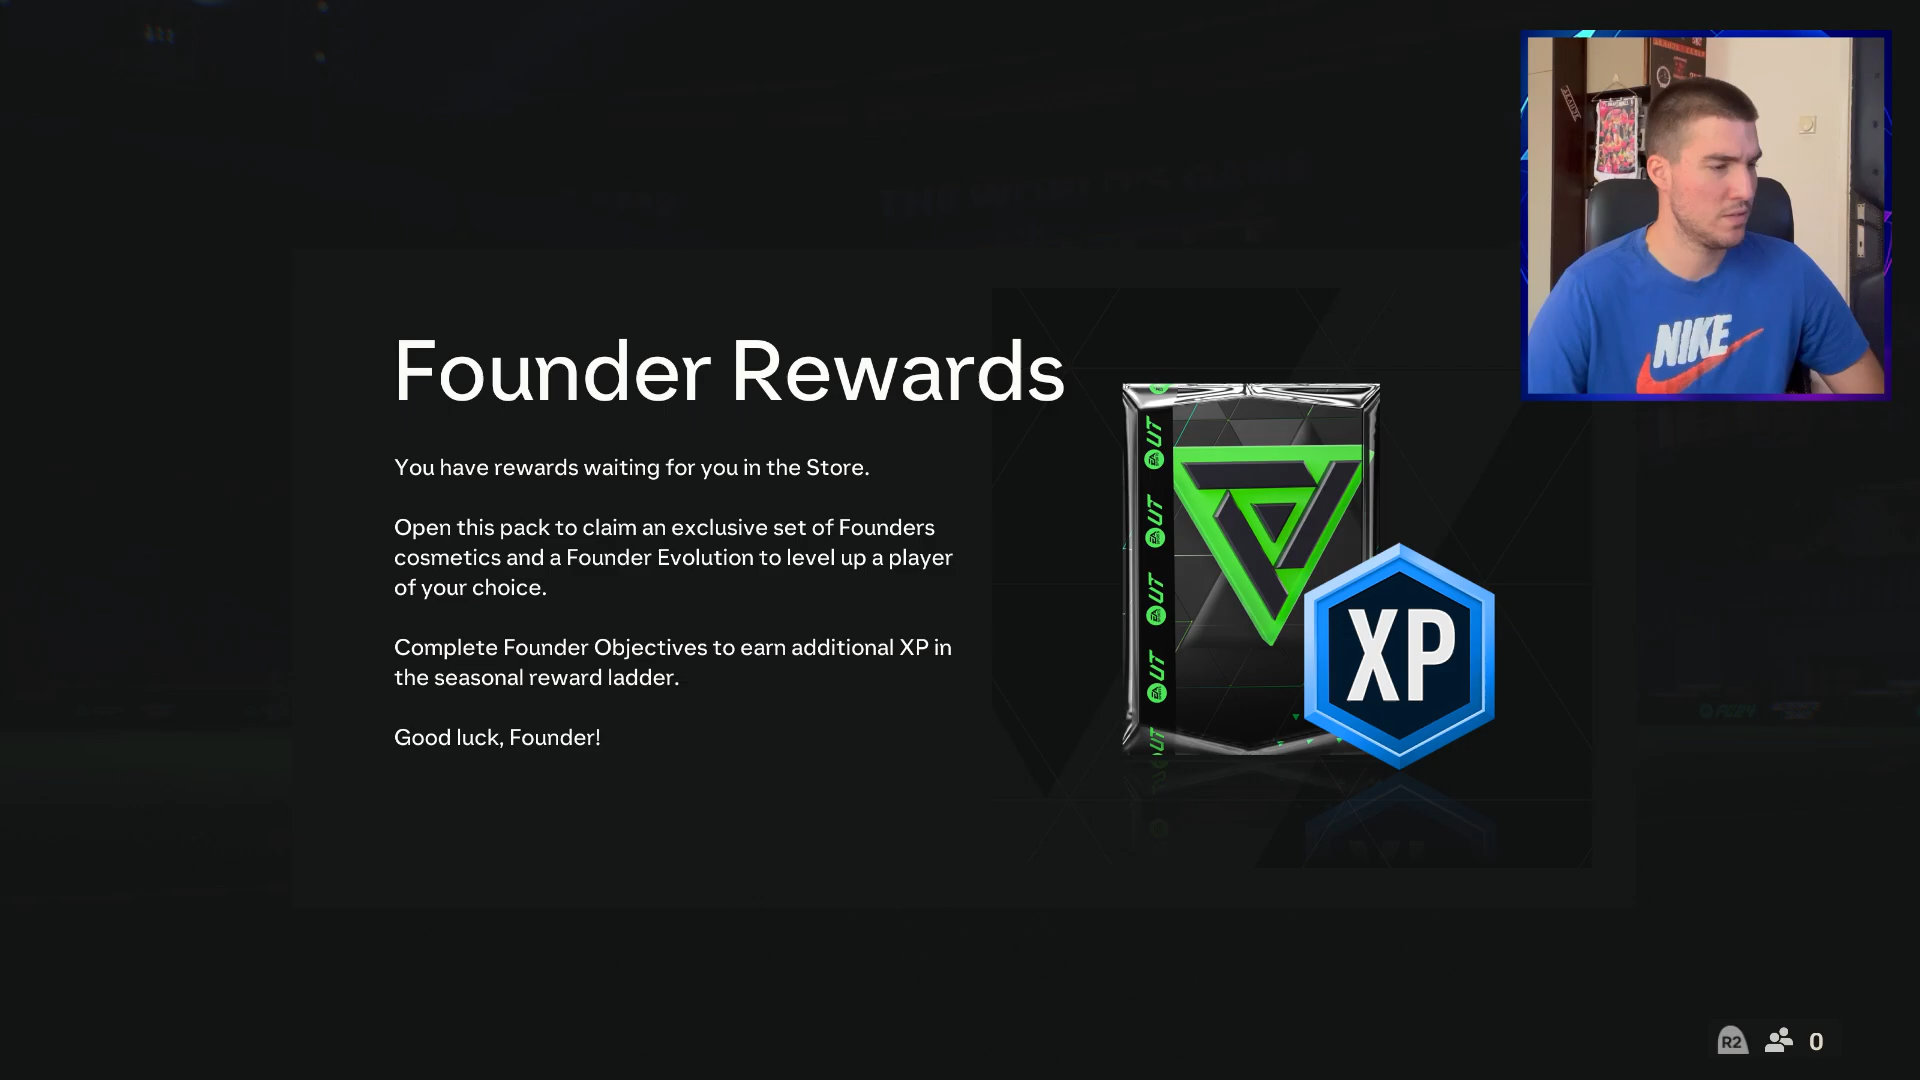 Founder Rewards
You have rewards waiting for you in the Store.
Open this pack to claim an exclusive set of Founders
cosmetics and a Founder Evolution to level up a player
of your choice.
Complete Founder Objectives to earn additional XP in
the seasonal reward ladder.
Good luck, Founder!
UT
UT
UT
UT
UT
XP
NIKE
R2
0